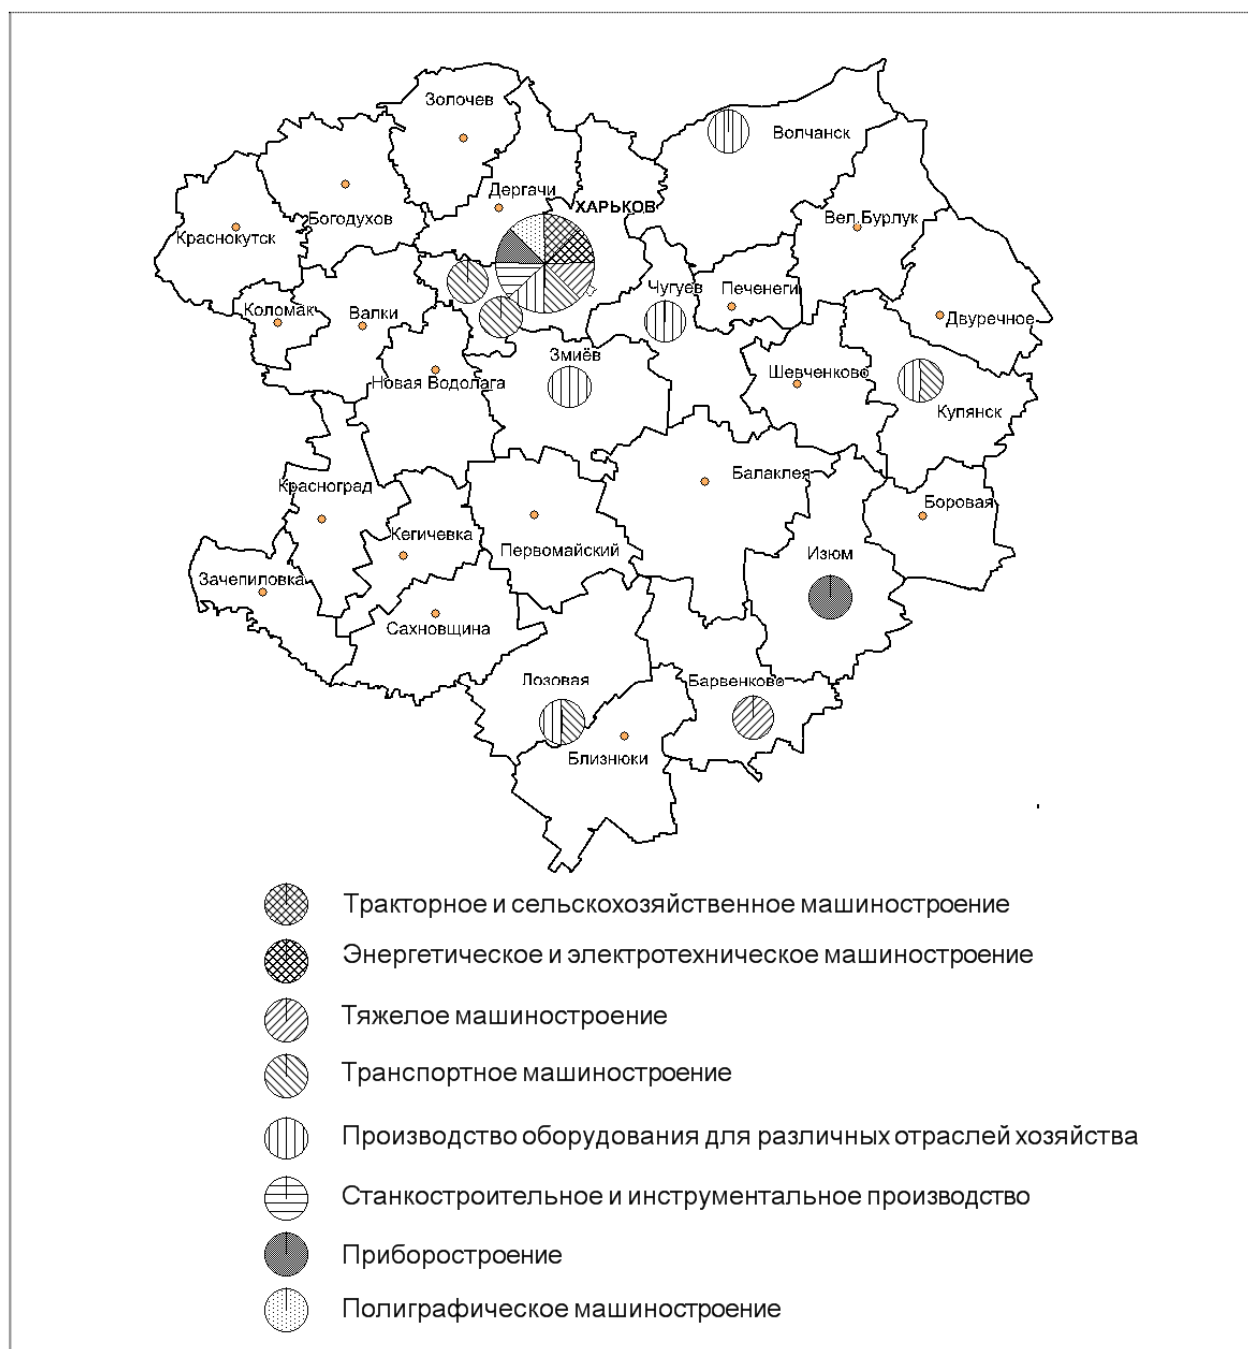 Золочев
Волчанск
Дергачи
ХАРЬКОВ
Богодухов
Вел.Бурлук
Краснокутск
Чугуев
Печенеги
Коломак
Валки
Двуречное
Змиёв
Новая Водолага
Шевченково
Купянск
Балаклея
Красноград
Боровая
Кегичевка
Первомайский
Изюм
Зачепиловка
Сахновщина
Лозовая
Барвенково
Близнюки
Тракторное и сельскохозяйственное машиностроение
Энергетическое и электротехническое машиностроение
Тяжелое машиностроение
Транспортное машиностроение
Производство оборудования для различных отраслей хозяйства
Станкостроительное и инструментальное производство
Приборостроение
Полиграфическое машиностроение